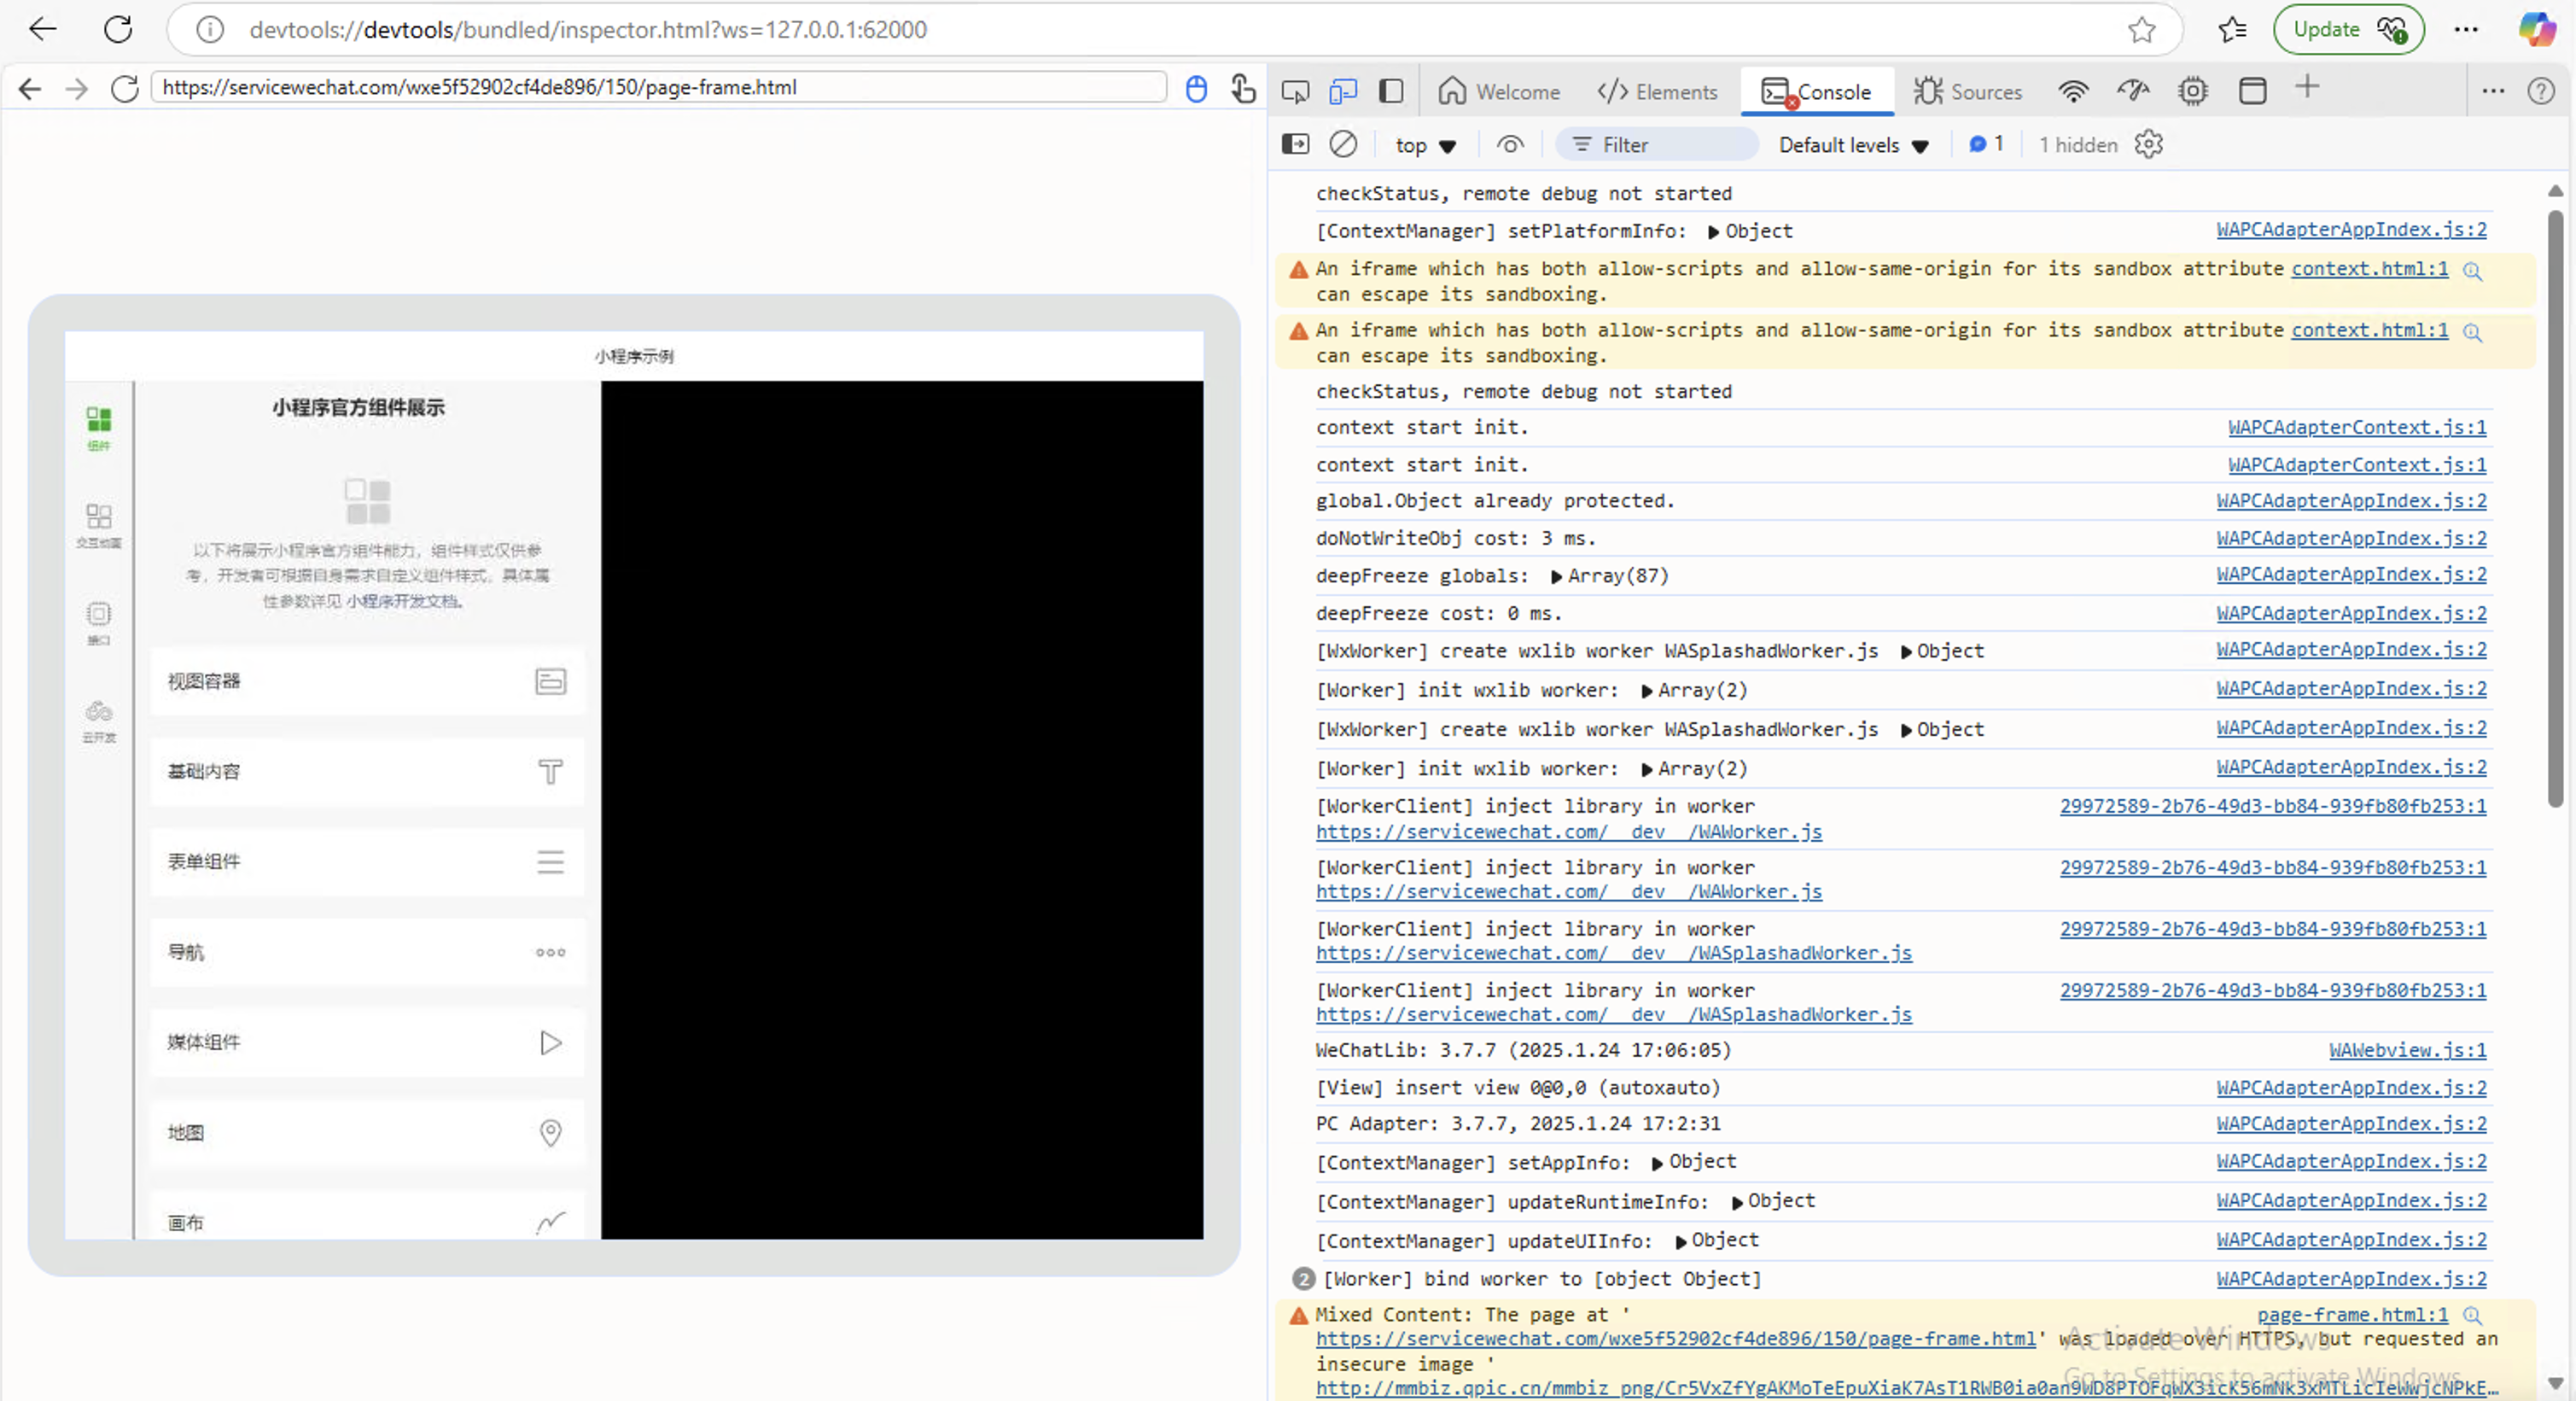 devtools://devtools/bundled/inspector.html?ws=127.0.0.1:62000
Update
https://servicewechat.com/wxe5f52902cf4de896/150/page-frame.html
Welcome
</> Elements
Console
Sources
top
Filter
Default levels
1
1 hidden
小程序示例
组件
交互动画
接口
云开发
小程序官方组件展示
以下将展示小程序官方组件能力，组件样式仅供参
考，开发者可根据自身需求自定义组件样式，具体属
性参数详见 小程序开发文档。
视图容器
基础内容
表单组件
导航
媒体组件
地图
画布
checkStatus, remote debug not started
[ContextManager] setPlatformInfo: ▶Object WAPCAdapterAppIndex.js:2
An iframe which has both allow-scripts and allow-same-origin for its sandbox attribute context.html:1
can escape its sandboxing.
An iframe which has both allow-scripts and allow-same-origin for its sandbox attribute context.html:1
can escape its sandboxing.
checkStatus, remote debug not started
context start init. WAPCAdapterContext.js:1
context start init. WAPCAdapterContext.js:1
global.Object already protected. WAPCAdapterAppIndex.js:2
doNotWriteObj cost: 3 ms. WAPCAdapterAppIndex.js:2
deepFreeze globals: ▶Array(87) WAPCAdapterAppIndex.js:2
deepFreeze cost: 0 ms. WAPCAdapterAppIndex.js:2
[WxWorker] create wxlib worker WASplashadWorker.js ▶Object WAPCAdapterAppIndex.js:2
[Worker] init wxlib worker: ▶Array(2) WAPCAdapterAppIndex.js:2
[WxWorker] create wxlib worker WASplashadWorker.js ▶Object WAPCAdapterAppIndex.js:2
[Worker] init wxlib worker: ▶Array(2) WAPCAdapterAppIndex.js:2
[WorkerClient] inject library in worker 29972589-2b76-49d3-bb84-939fb80fb253:1
https://servicewechat.com/__dev__/WAWorker.js
[WorkerClient] inject library in worker 29972589-2b76-49d3-bb84-939fb80fb253:1
https://servicewechat.com/__dev__/WAWorker.js
[WorkerClient] inject library in worker 29972589-2b76-49d3-bb84-939fb80fb253:1
https://servicewechat.com/__dev__/WASplashadWorker.js
[WorkerClient] inject library in worker 29972589-2b76-49d3-bb84-939fb80fb253:1
https://servicewechat.com/__dev__/WASplashadWorker.js
WeChatLib: 3.7.7 (2025.1.24 17:06:05) WAWebview.js:1
[View] insert view 0@0,0 (autoxauto) WAPCAdapterAppIndex.js:2
PC Adapter: 3.7.7, 2025.1.24 17:2:31 WAPCAdapterAppIndex.js:2
[ContextManager] setAppInfo: ▶Object WAPCAdapterAppIndex.js:2
[ContextManager] updateRuntimeInfo: ▶Object WAPCAdapterAppIndex.js:2
[ContextManager] updateUIInfo: ▶Object WAPCAdapterAppIndex.js:2
2 [Worker] bind worker to [object Object] WAPCAdapterAppIndex.js:2
Mixed Content: The page at ' page-frame.html:1
https://servicewechat.com/wxe5f52902cf4de896/150/page-frame.html' was loaded over HTTPS, but requested an
insecure image '
Activate Windows
Go to Settings to activate Windows.